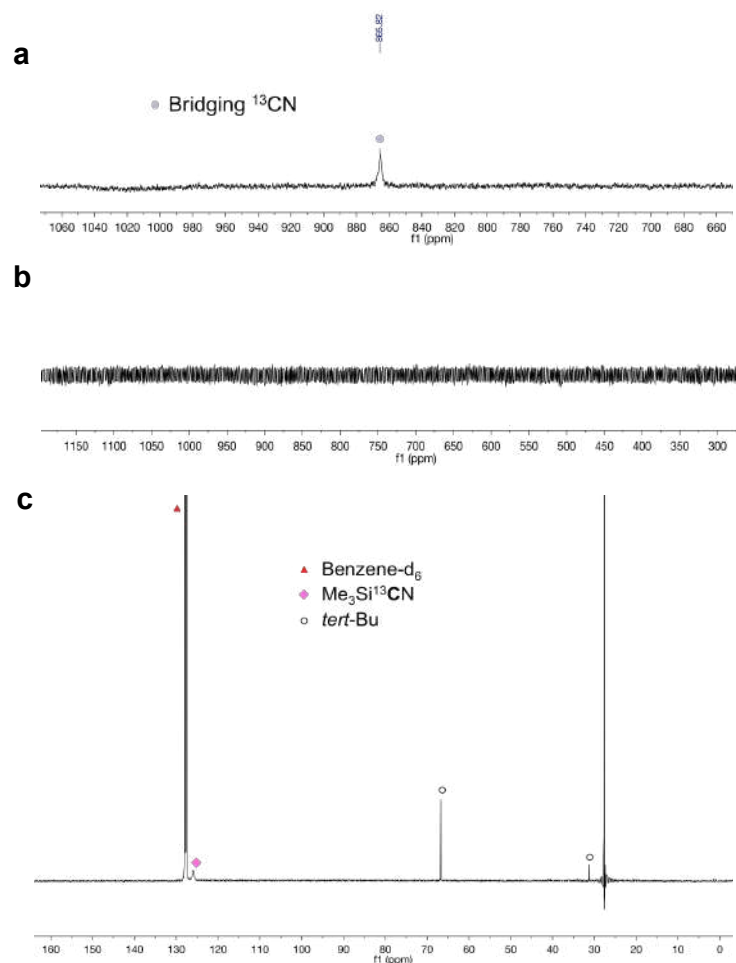 865.82
a
Bridging ¹³CN
1060 1040 1020 1000 980 960 940 920 900 880 860 840 820 800 780 760 740 720 700 680 660
f1 (ppm)
b
1150 1100 1050 1000 950 900 850 800 750 700 650 600 550 500 450 400 350 300
f1 (ppm)
c
Benzene-d₆
Me₃Si¹³CN
tert-Bu
160 150 140 130 120 110 100 90 80 70 60 50 40 30 20 10 0
f1 (ppm)